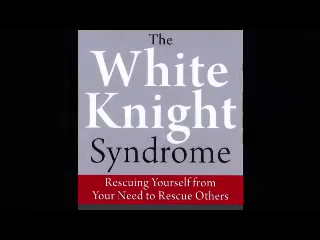 The
White
Knight
Syndrome
Rescuing Yourself from
Your Need to Rescue Others